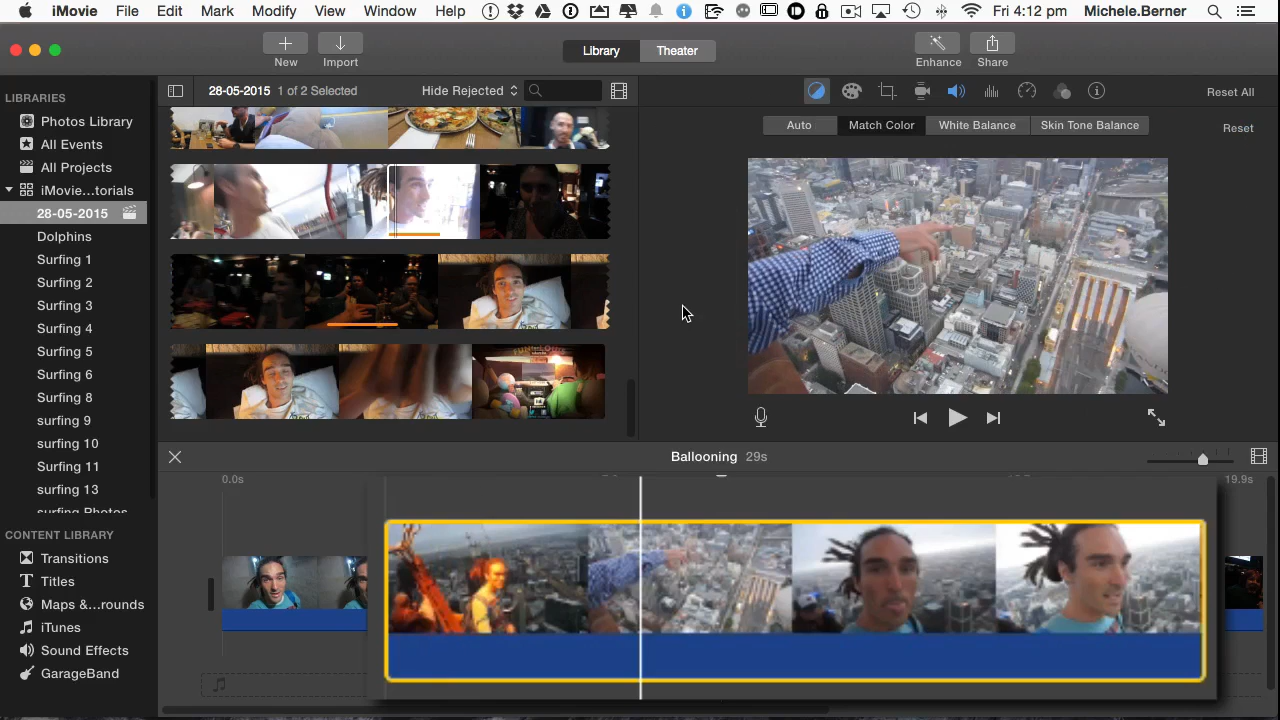 iMovie File Edit Mark Modify View Window Help Fri 4:12 pm Michele.Berner
New Import Library Theater Enhance Share
LIBRARIES
Photos Library
All Events
All Projects
iMovie...torials
28-05-2015
Dolphins
Surfing 1
Surfing 2
Surfing 3
Surfing 4
Surfing 5
Surfing 6
Surfing 8
surfing 9
surfing 10
Surfing 11
surfing 13
surfing Photos
CONTENT LIBRARY
Transitions
Titles
Maps &...rounds
iTunes
Sound Effects
GarageBand
28-05-2015 1 of 2 Selected Hide Rejected
Reset All
Auto Match Color White Balance Skin Tone Balance Reset
Ballooning 29s
0.0s 19.9s